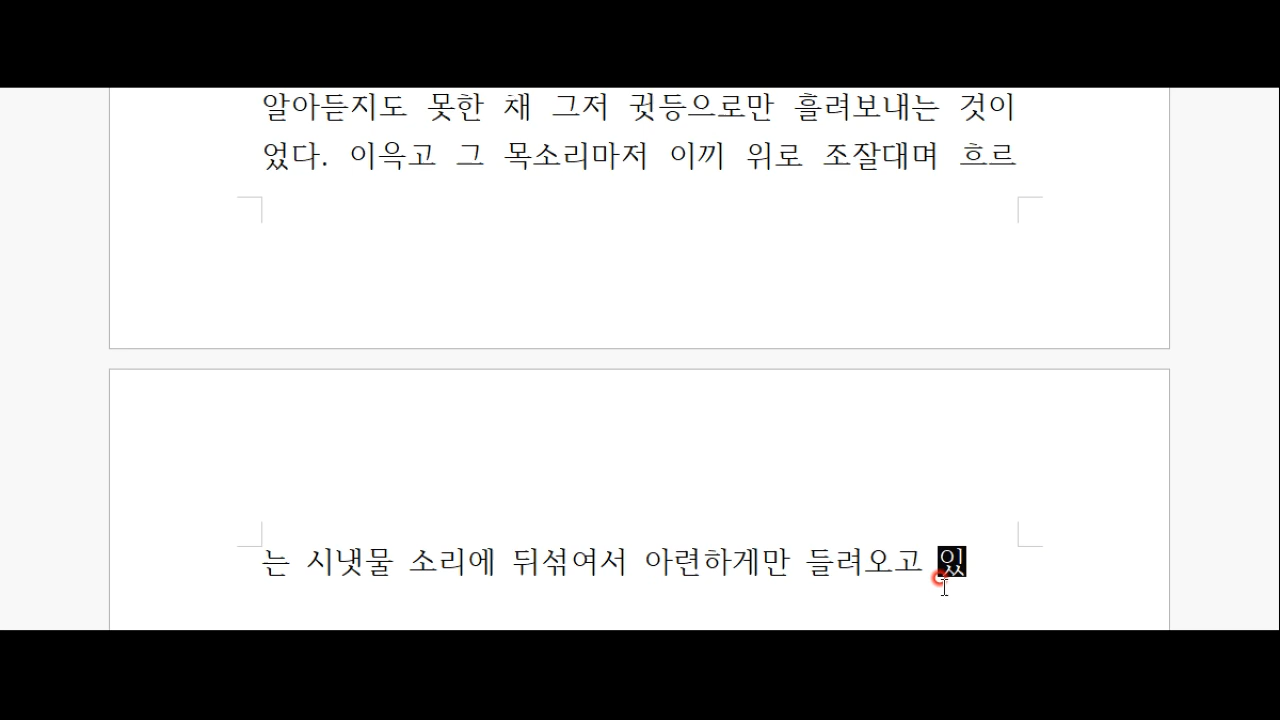 알아듣지도 못한 채 그저 귓등으로만 흘려보내는 것이
었다. 이윽고 그 목소리마저 이끼 위로 조잘대며 흐르
는 시냇물 소리에 뒤섞여서 아련하게만 들려오고 있